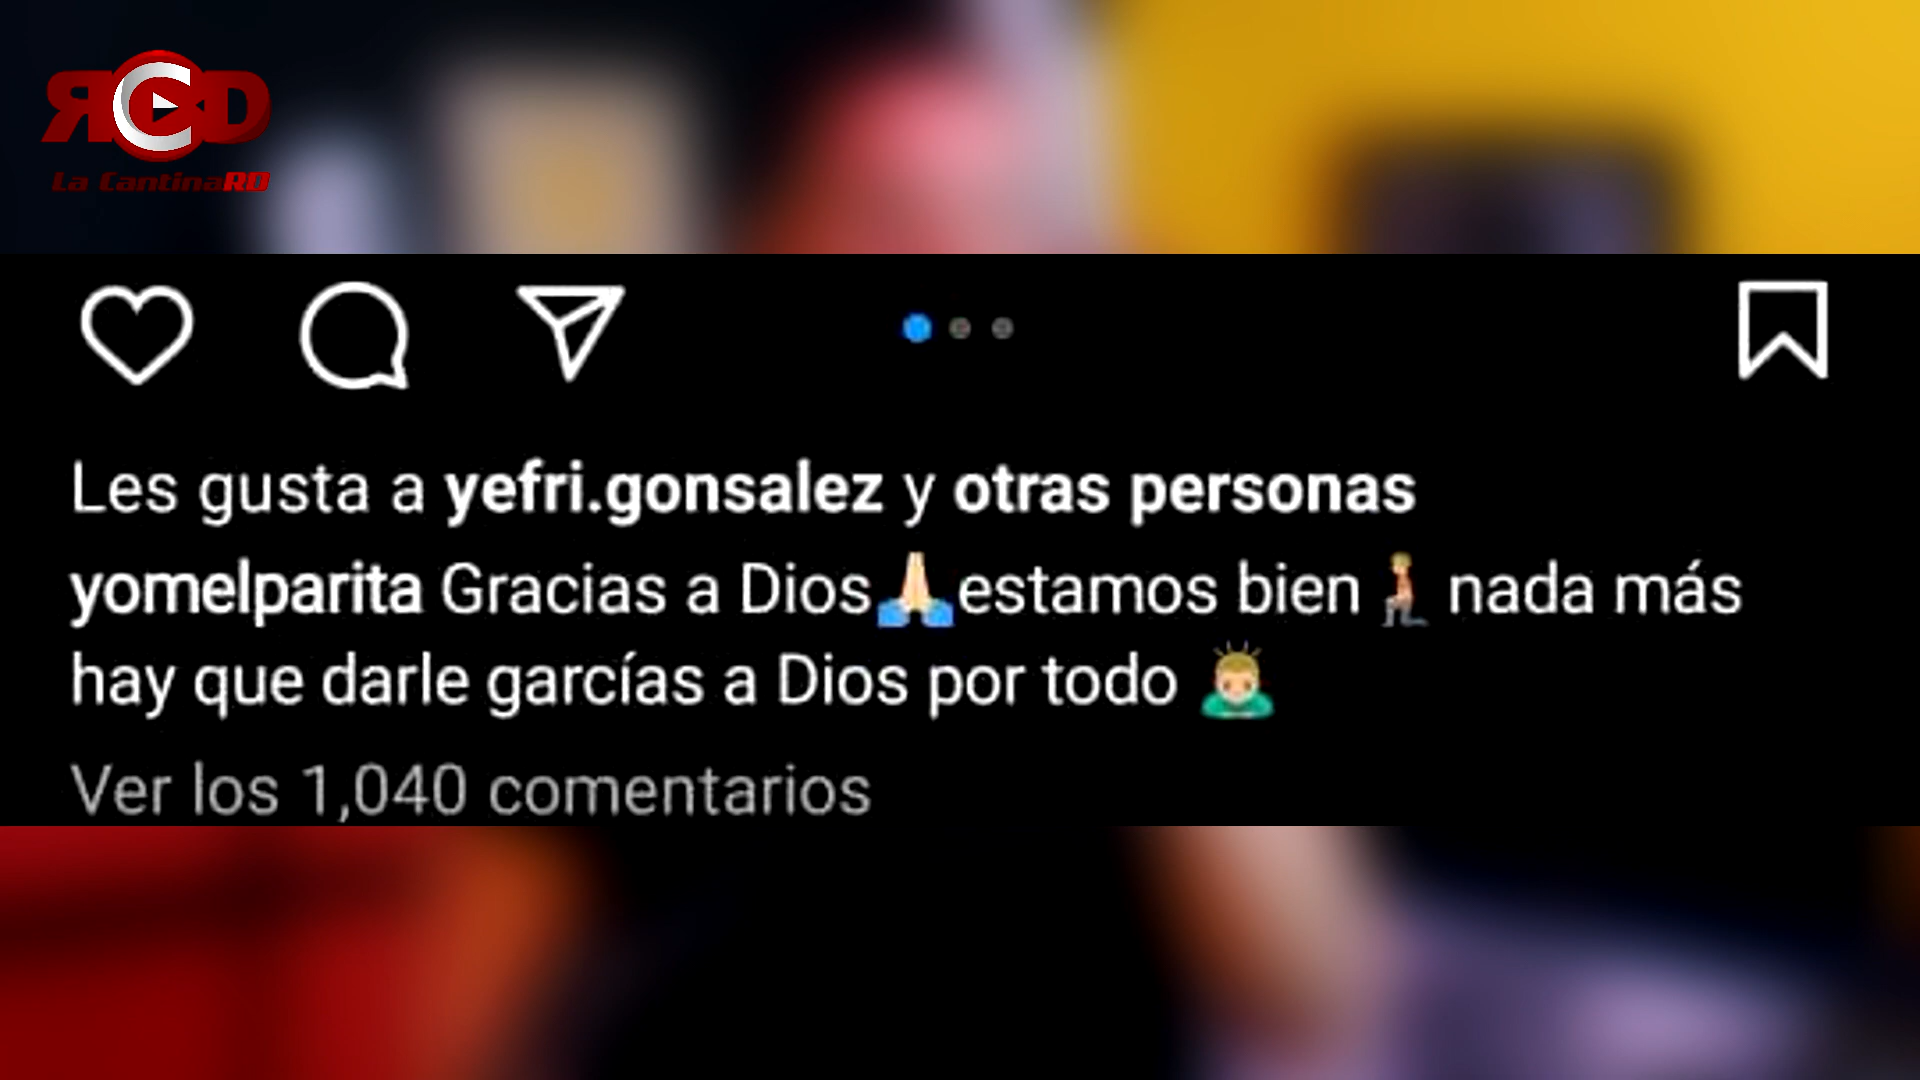 RCD
La CantinaRD
Les gusta a yefri.gonsalez y otras personas
yomelparita Gracias a Dios🙏🏻estamos bien🧎🏼nada más
hay que darle garcías a Dios por todo 🙇🏼‍♂️
Ver los 1,040 comentarios